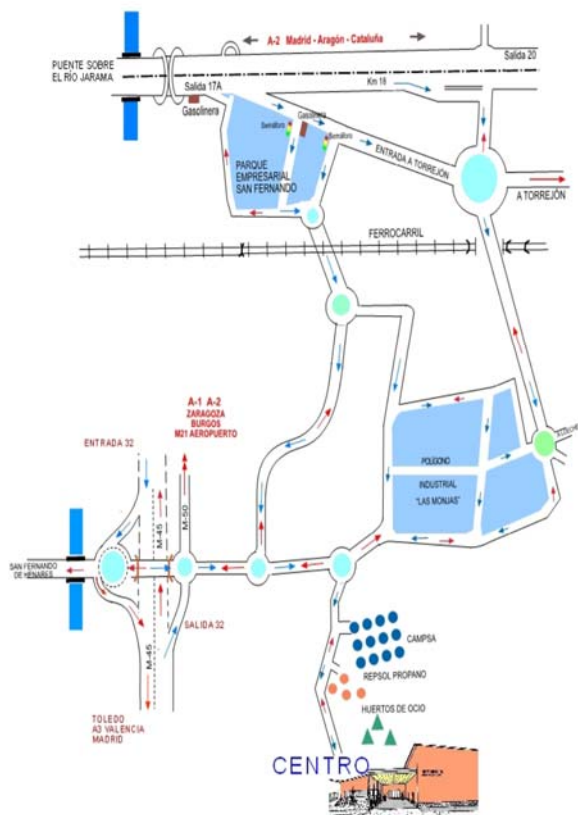 A-2 Madrid - Aragón - Cataluña
Salida 20
PUENTE SOBRE
EL RÍO JARAMA
Km 18
Salida 17A
Gasolinera
Gasolinera
Semáforo
Semáforo
ENTRADA A TORREJÓN
PARQUE
EMPRESARIAL
SAN FERNANDO
A TORREJÓN
FERROCARRIL
A-1 A-2
ZARAGOZA
BURGOS
M21 AEROPUERTO
ENTRADA 32
POLÍGONO
INDUSTRIAL
"LAS MONJAS"
M-50
M-45
SAN FERNANDO
DE HENARES
SALIDA 32
M-45
CAMPSA
REPSOL PROPANO
HUERTOS DE OCIO
TOLEDO
A3 VALENCIA
MADRID
CENTRO